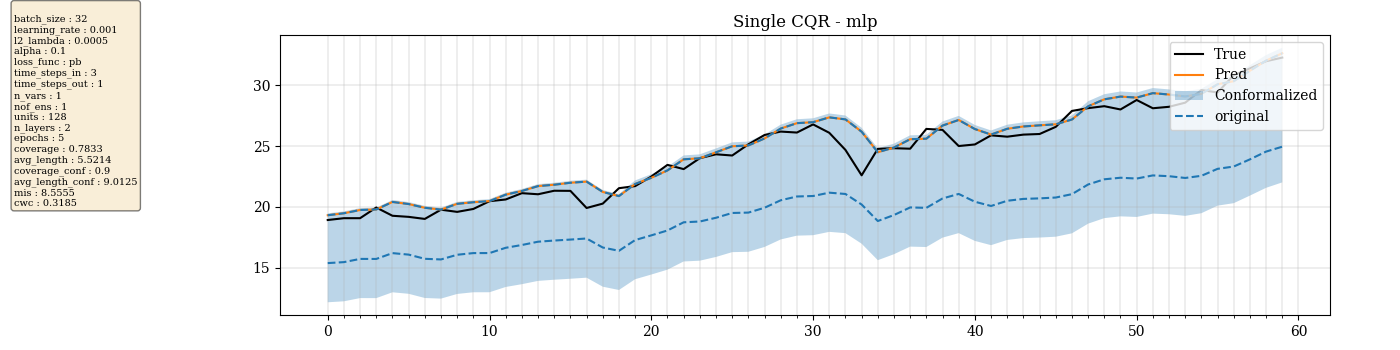 batch_size : 32
learning_rate : 0.001
l2_lambda : 0.0005
alpha : 0.1
loss_func : pb
time_steps_in : 3
time_steps_out : 1
n_vars : 1
nof_ens : 1
units : 128
n_layers : 2
epochs : 5
coverage : 0.7833
avg_length : 5.5214
coverage_conf : 0.9
avg_length_conf : 9.0125
mis : 8.5555
cwc : 0.3185
Single CQR - mlp
True
Pred
Conformalized
original
30
25
20
15
0 10 20 30 40 50 60